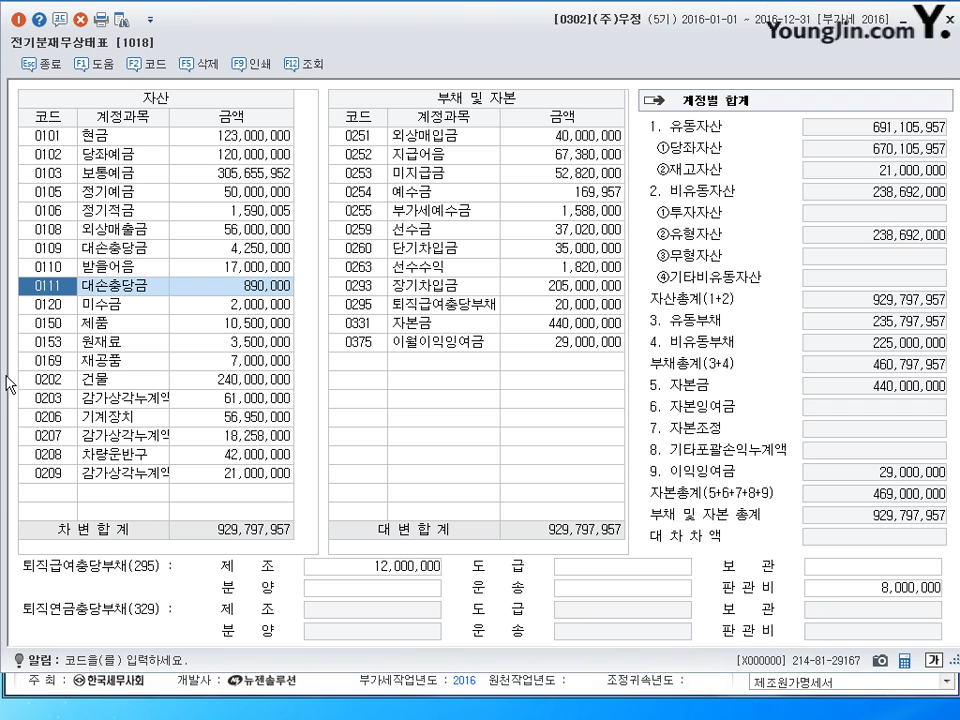 [0302](주)우정 (5기) 2016-01-01 ~ 2016-12-31 [부가세 2016]
YoungJin.com Y.
전기분재무상태표 [1018]
Esc 종료 F1 도움 F2 코드 F5 삭제 F9 인쇄 F12 조회
자산
코드 계정과목 금액
0101 현금 123,000,000
0102 당좌예금 120,000,000
0103 보통예금 305,655,952
0105 정기예금 50,000,000
0106 정기적금 1,590,005
0108 외상매출금 56,000,000
0109 대손충당금 4,250,000
0110 받을어음 17,000,000
0111 대손충당금 890,000
0120 미수금 2,000,000
0150 제품 10,500,000
0153 원재료 3,500,000
0169 재공품 7,000,000
0202 건물 240,000,000
0203 감가상각누계액 61,000,000
0206 기계장치 56,950,000
0207 감가상각누계액 18,258,000
0208 차량운반구 42,000,000
0209 감가상각누계액 21,000,000
차 변 합 계 929,797,957
부채 및 자본
코드 계정과목 금액
0251 외상매입금 40,000,000
0252 지급어음 67,380,000
0253 미지급금 52,820,000
0254 예수금 169,957
0255 부가세예수금 1,588,000
0259 선수금 37,020,000
0260 단기차입금 35,000,000
0263 선수수익 1,820,000
0293 장기차입금 205,000,000
0295 퇴직급여충당부채 20,000,000
0331 자본금 440,000,000
0375 이월이익잉여금 29,000,000
대 변 합 계 929,797,957
계정별 합계
1. 유동자산 691,105,957
①당좌자산 670,105,957
②재고자산 21,000,000
2. 비유동자산 238,692,000
①투자자산
②유형자산 238,692,000
③무형자산
④기타비유동자산
자산총계(1+2) 929,797,957
3. 유동부채 235,797,957
4. 비유동부채 225,000,000
부채총계(3+4) 460,797,957
5. 자본금 440,000,000
6. 자본잉여금
7. 자본조정
8. 기타포괄손익누계액
9. 이익잉여금 29,000,000
자본총계(5+6+7+8+9) 469,000,000
부채 및 자본 총계 929,797,957
대 차 차 액
퇴직급여충당부채(295) : 제 조 12,000,000 도 급 보 관
분 양 운 송 판 관 비 8,000,000
퇴직연금충당부채(329) : 제 조 도 급 보 관
분 양 운 송 판 관 비
알림 : 코드을(를) 입력하세요. [X000000] 214-81-29167 가
주 최 : 한국세무사회 개발사 : 뉴젠솔루션 부가세작업년도 : 2016 원천작업년도 : 조정귀속년도 : 제조원가명세서